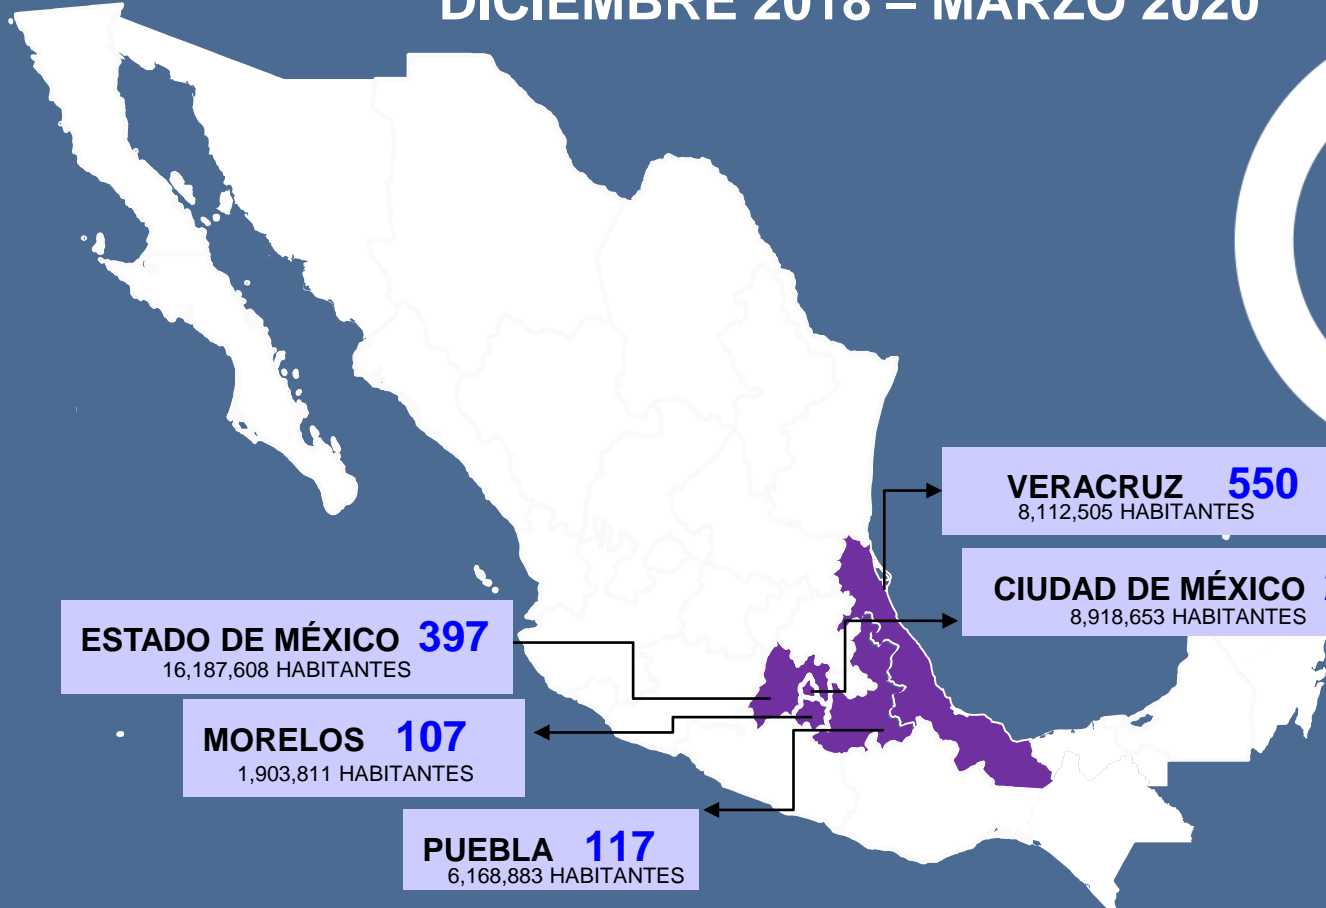 DICIEMBRE 2018 – MARZO 2020
VERACRUZ 550
8,112,505 HABITANTES
CIUDAD DE MÉXICO
8,918,653 HABITANTES
ESTADO DE MÉXICO 397
16,187,608 HABITANTES
MORELOS 107
1,903,811 HABITANTES
PUEBLA 117
6,168,883 HABITANTES